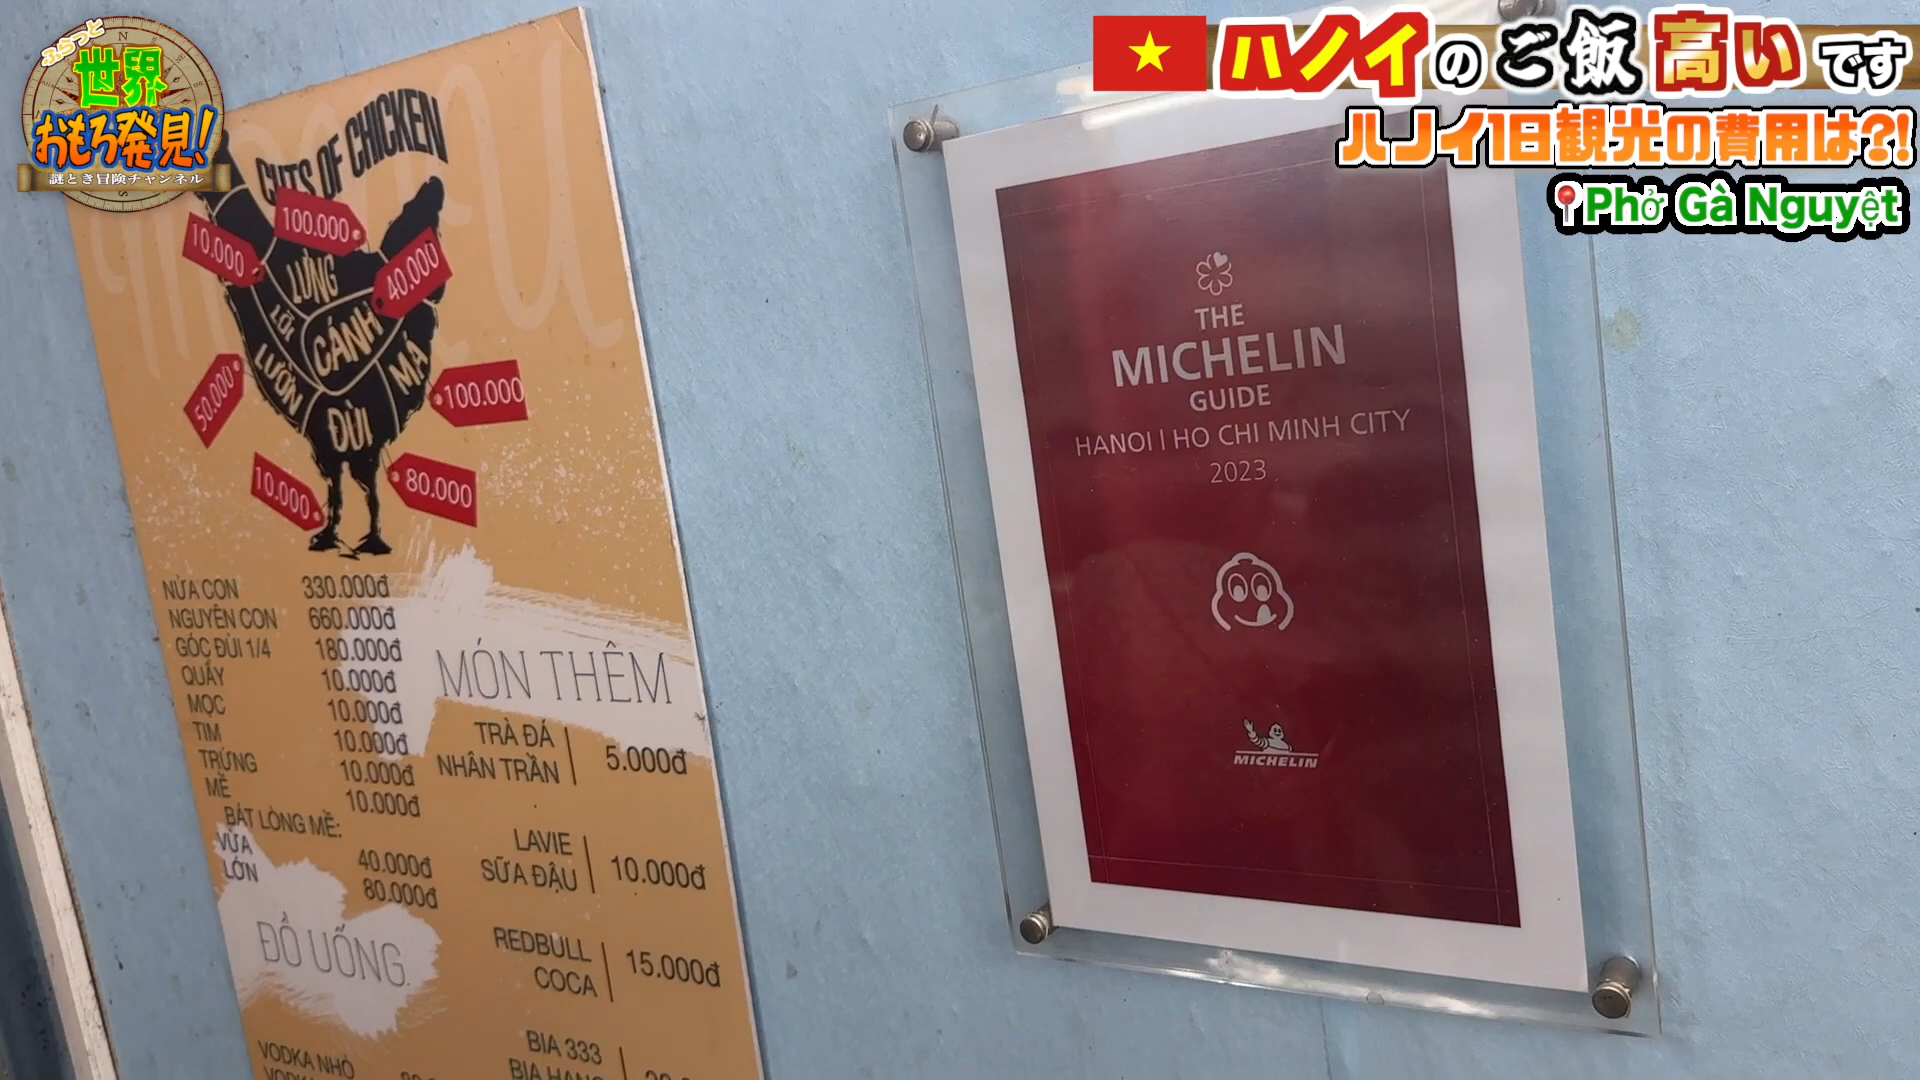 ふらっと
世界
おもろ発見!
謎とき冒険チャンネル
ハノイのご飯高いです
ハノイ1日観光の費用は?!
Phở Gà Nguyệt
CUTS OF CHICKEN
100.000
10.000
40.000
LƯNG
CÁNH
LƯỜN
MÁ
ĐÙI
50.000
100.000
10.000
80.000
NỬA CON 330.000đ
NGUYÊN CON 660.000đ
GÓC ĐÙI 1/4 180.000đ
QUẨY 10.000đ
MỌC 10.000đ
TIM 10.000đ
TRỨNG 10.000đ
MỀ 10.000đ
BÁT LÒNG MỀ:
VỪA 40.000đ
LỚN 80.000đ
MÓN THÊM
TRÀ ĐÁ
NHÂN TRẦN 5.000đ
LAVIE
SỮA ĐẬU 10.000đ
REDBULL
COCA 15.000đ
ĐỒ UỐNG
BIA 333
VODKA NHỎ
THE
MICHELIN
GUIDE
HANOI | HO CHI MINH CITY
2023
MICHELIN